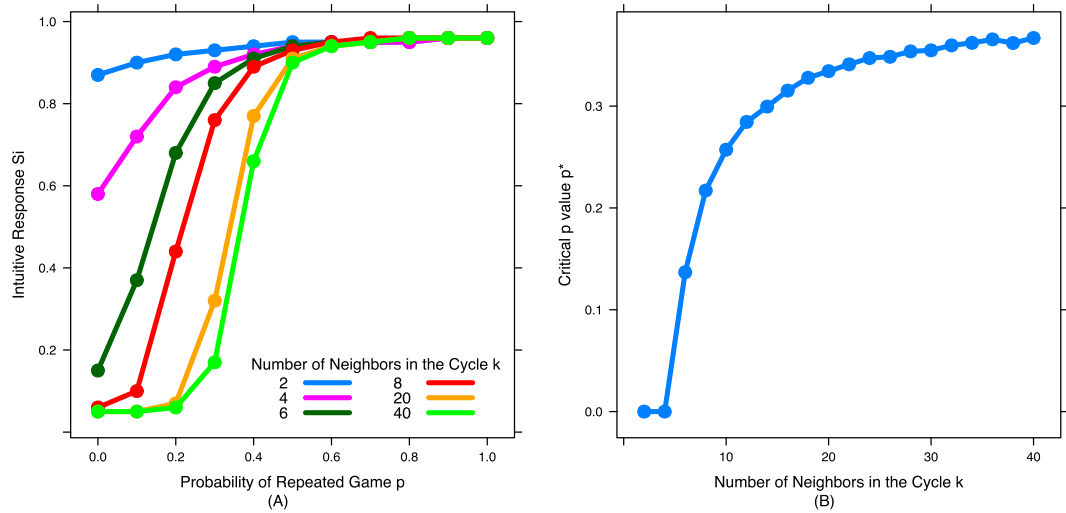 1.0
0.8
0.6
0.4
0.2
Intuitive Response Si
Number of Neighbors in the Cycle k
2 8
4 20
6 40
0.0 0.2 0.4 0.6 0.8 1.0
Probability of Repeated Game p
(A)
0.3
0.2
0.1
0.0
Critical p value p*
10 20 30 40
Number of Neighbors in the Cycle k
(B)